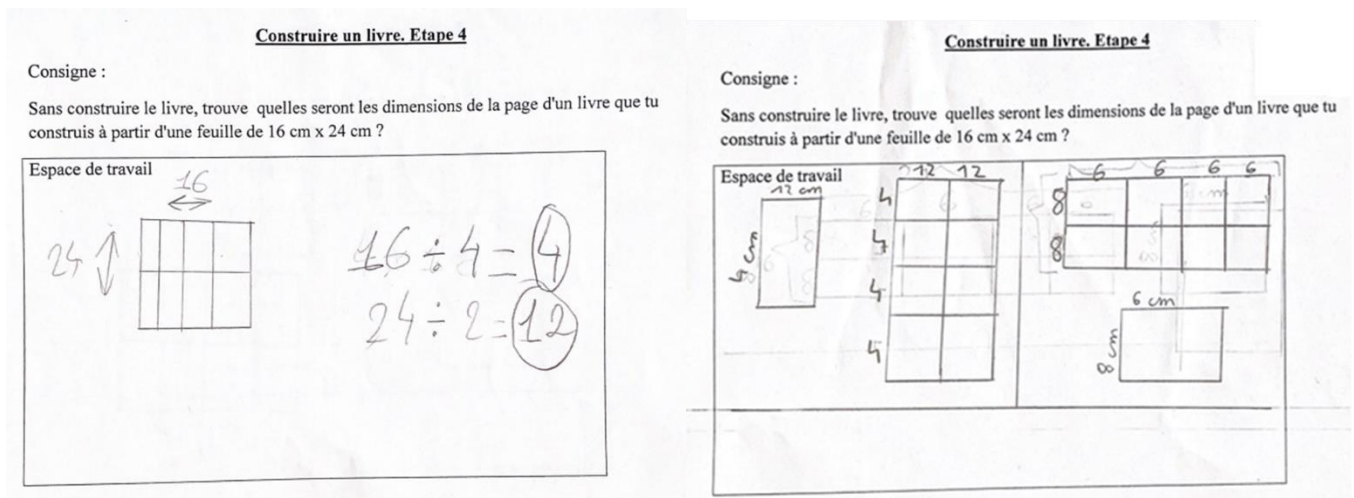 Construire un livre. Etape 4
Consigne :
Sans construire le livre, trouve quelles seront les dimensions de la page d'un livre que tu
construis à partir d'une feuille de 16 cm x 24 cm ?
Espace de travail
16
24
16 ÷ 4 = 4
24 ÷ 2 = 12
Construire un livre. Etape 4
Consigne :
Sans construire le livre, trouve quelles seront les dimensions de la page d'un livre que tu
construis à partir d'une feuille de 16 cm x 24 cm ?
Espace de travail
12 cm
4 cm
12 12
4
4
4
4
6 6 6 6
8
8
6 cm
8 cm